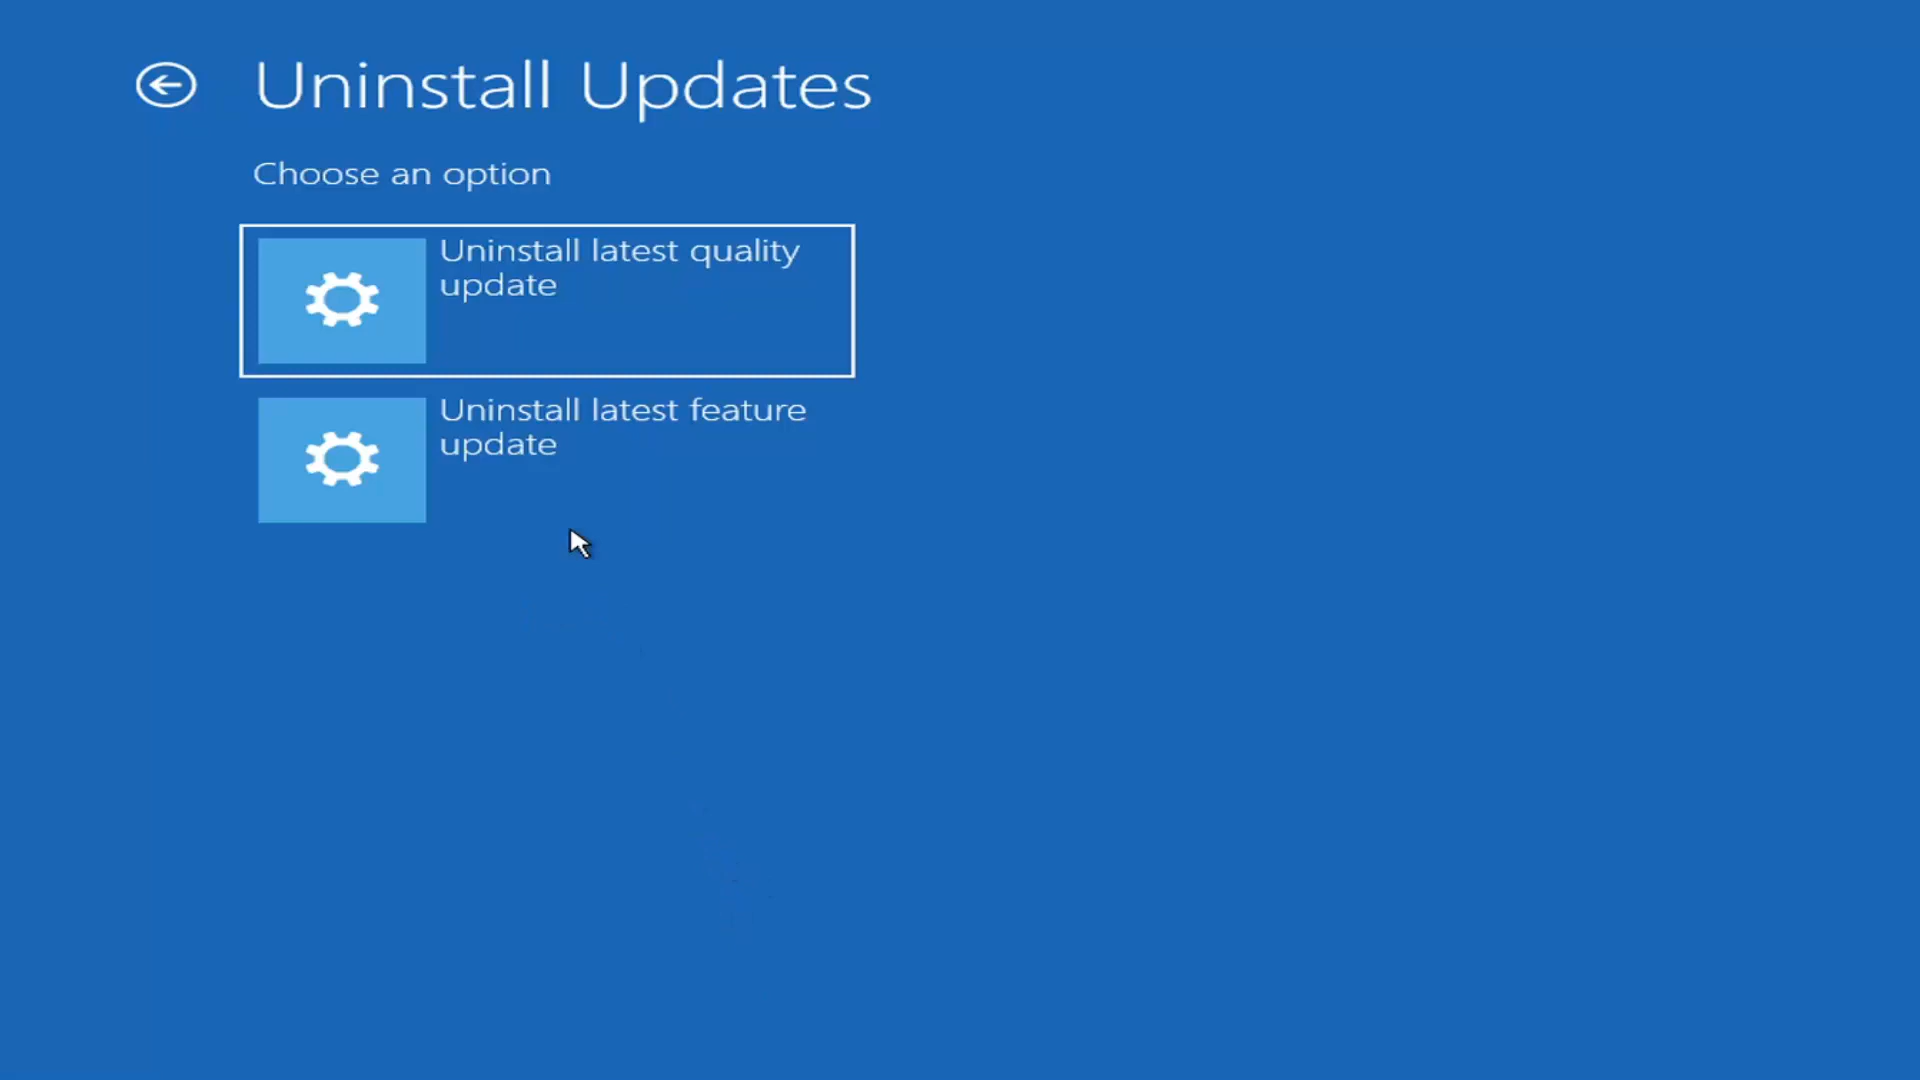 Uninstall Updates
Choose an option
Uninstall latest quality
update
Uninstall latest feature
update